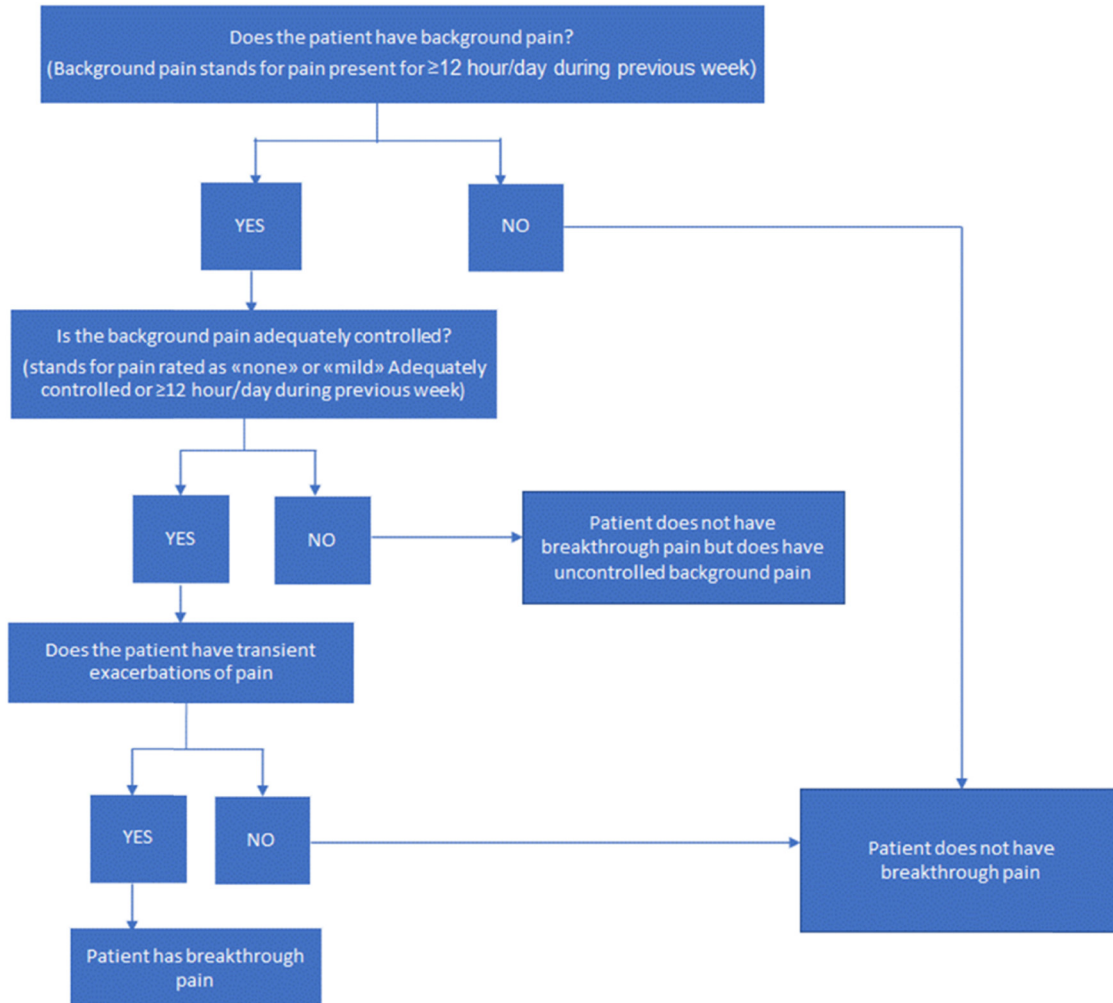 Does the patient have background pain?
(Background pain stands for pain present for ≥12 hour/day during previous week)
YES
NO
Is the background pain adequately controlled?
(stands for pain rated as «none» or «mild» Adequately
controlled or ≥12 hour/day during previous week)
YES
NO
Patient does not have
breakthrough pain but does have
uncontrolled background pain
Does the patient have transient
exacerbations of pain
YES
NO
Patient does not have
breakthrough pain
Patient has breakthrough
pain